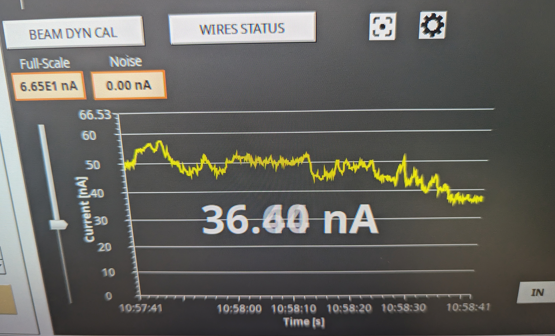 BEAM DYN CAL
WIRES STATUS
Full-Scale
Noise
6.65E1 nA
0.00 nA
66.53
60
50
40
30
20
10
0
Current [nA]
nA
10:57:41
10:58:00
10:58:10
10:58:20
10:58:30
10:58:41
Time [s]
IN